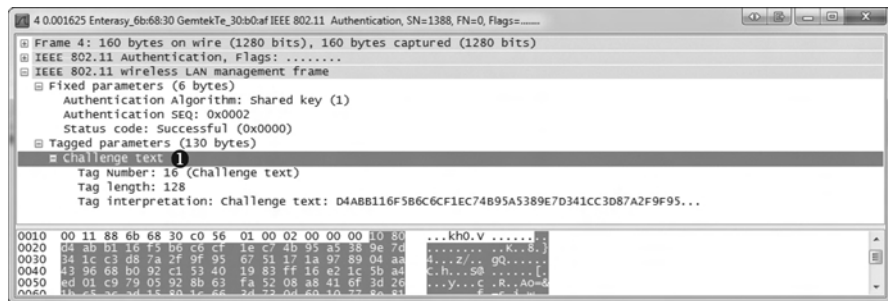 4 0.001625 Enterasy_6b:68:30 GemtekTe_30:b0:af IEEE 802.11 Authentication, SN=1388, FN=0, Flags=........
Frame 4: 160 bytes on wire (1280 bits), 160 bytes captured (1280 bits)
IEEE 802.11 Authentication, Flags: ........
IEEE 802.11 wireless LAN management frame
Fixed parameters (6 bytes)
Authentication Algorithm: Shared key (1)
Authentication SEQ: 0x0002
Status code: Successful (0x0000)
Tagged parameters (130 bytes)
Challenge text 1
Tag Number: 16 (Challenge text)
Tag length: 128
Tag interpretation: Challenge text: D4ABB116F5B6C6CF1EC74B95A5389E7D341CC3D87A2F9F95...
0010 00 11 88 6b 68 30 c0 56 01 00 02 00 00 00 10 80 ...kh0.V ........
0020 d4 ab b1 16 f5 b6 c6 cf 1e c7 4b 95 a5 38 9e 7d ........ ..K..8.}
0030 34 1c c3 d8 7a 2f 9f 95 67 51 17 1a 97 89 04 aa 4...z/.. gQ......
0040 43 96 68 b0 92 c1 53 40 19 83 ff 16 e2 1c 5b a4 C.h...S@ ......[.
0050 ed 01 c9 79 05 92 8b 63 fa 52 08 a8 41 6f 3d 26 ...y...c .R..Ao=&